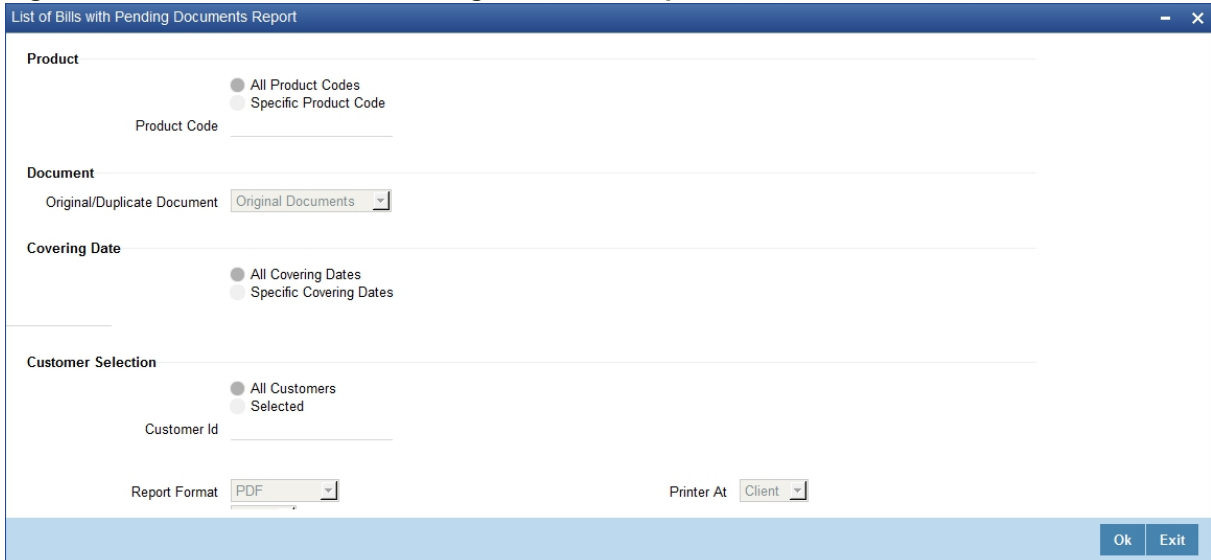 List of Bills with Pending Documents Report
Product
All Product Codes
Specific Product Code
Product Code
Document
Original/Duplicate Document Original Documents
Covering Date
All Covering Dates
Specific Covering Dates
Customer Selection
All Customers
Selected
Customer Id
Report Format PDF Printer At Client
Ok Exit